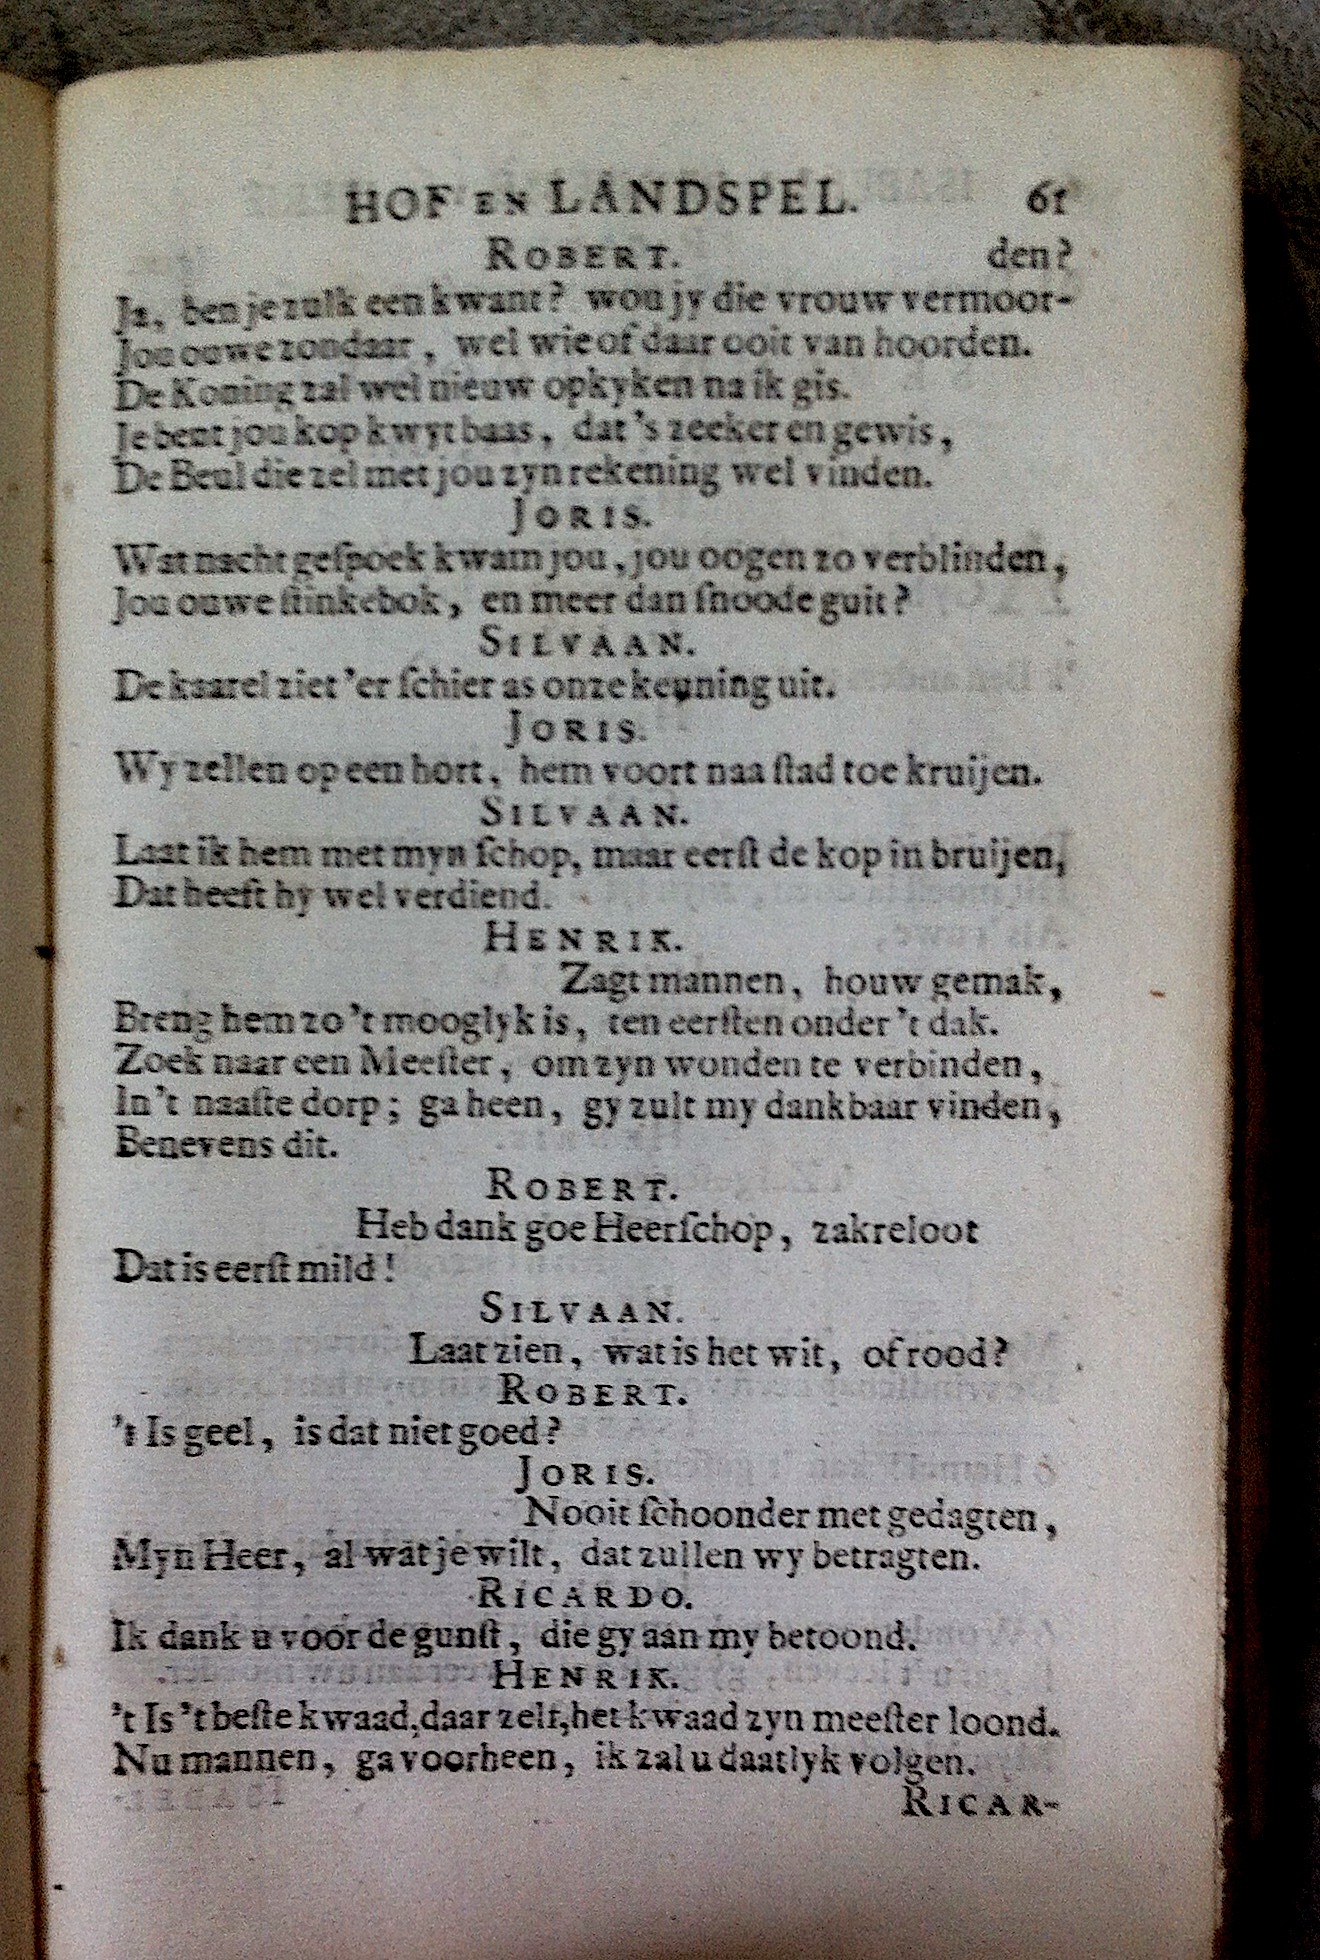 HOF EN LANDSPEL. 61
ROBERT. den?
Ja, ben je zulk een kwant? wou jy die vrouw vermoor-
Jou ouwe zondaar, wel wie of daar ooit van hoorden.
De Koning zal wel nieuw opkyken na ik gis.
Je bent jou kop kwyt baas, dat 's zeeker en gewis,
De Beul die zel met jou zyn rekening wel vinden.
JORIS.
Wat nacht geſpoek kwam jou, jou oogen zo verblinden,
Jou ouwe ſtinkebok, en meer dan ſnoode guit?
SILVAAN.
De kaarel ziet 'er ſchier as onze keuning uit.
JORIS.
Wy zellen op een hort, hem voort naa ſtad toe kruijen.
SILVAAN.
Laat ik hem met myn ſchop, maar eerſt de kop in bruijen,
Dat heeft hy wel verdiend.
HENRIK.
Zagt mannen, houw gemak,
Breng hem zo 't mooglyk is, ten eerſten onder 't dak.
Zoek naar een Meeſter, om zyn wonden te verbinden,
In 't naaſte dorp; ga heen, gy zult my dankbaar vinden,
Benevens dit.
ROBERT.
Heb dank goe Heerſchop, zakreloot
Dat is eerſt mild!
SILVAAN.
Laat zien, wat is het wit, of rood?
ROBERT.
't Is geel, is dat niet goed?
JORIS.
Nooit ſchoonder met gedagten,
Myn Heer, al wat je wilt, dat zullen wy betragten.
RICARDO.
Ik dank u voor de gunſt, die gy aan my betoond.
HENRIK.
't Is 't beſte kwaad, daar zelf, het kwaad zyn meeſter loond.
Nu mannen, ga voorheen, ik zal u daatlyk volgen.
RICAR-